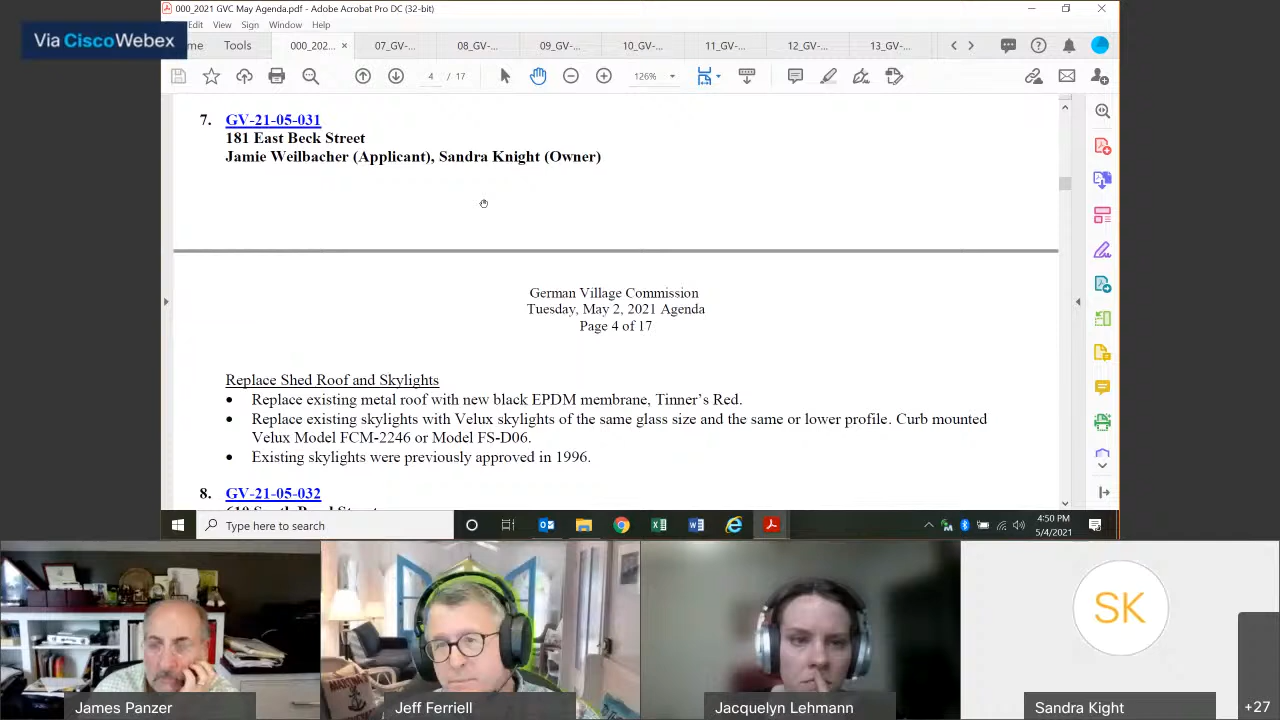 000_2021 GVC May Agenda.pdf - Adobe Acrobat Pro DC (32-bit)
Edit View Sign Window Help
Via Cisco Webex
me Tools 000_202... × 07_G 08_GV-... 09_GV-... 10_GV-... 11_GV-... 12_GV-... 13_GV-...
4 / 17 126%
7. GV-21-05-031
181 East Beck Street
Jamie Weilbacher (Applicant), Sandra Knight (Owner)
German Village Commission
Tuesday, May 2, 2021 Agenda
Page 4 of 17
Replace Shed Roof and Skylights
• Replace existing metal roof with new black EPDM membrane, Tinner's Red.
• Replace existing skylights with Velux skylights of the same glass size and the same or lower profile. Curb mounted
Velux Model FCM-2246 or Model FS-D06.
• Existing skylights were previously approved in 1996.
8. GV-21-05-032
Type here to search
4:50 PM
5/4/2021
SK
James Panzer
Jeff Ferriell
Jacquelyn Lehmann
Sandra Kight
+27